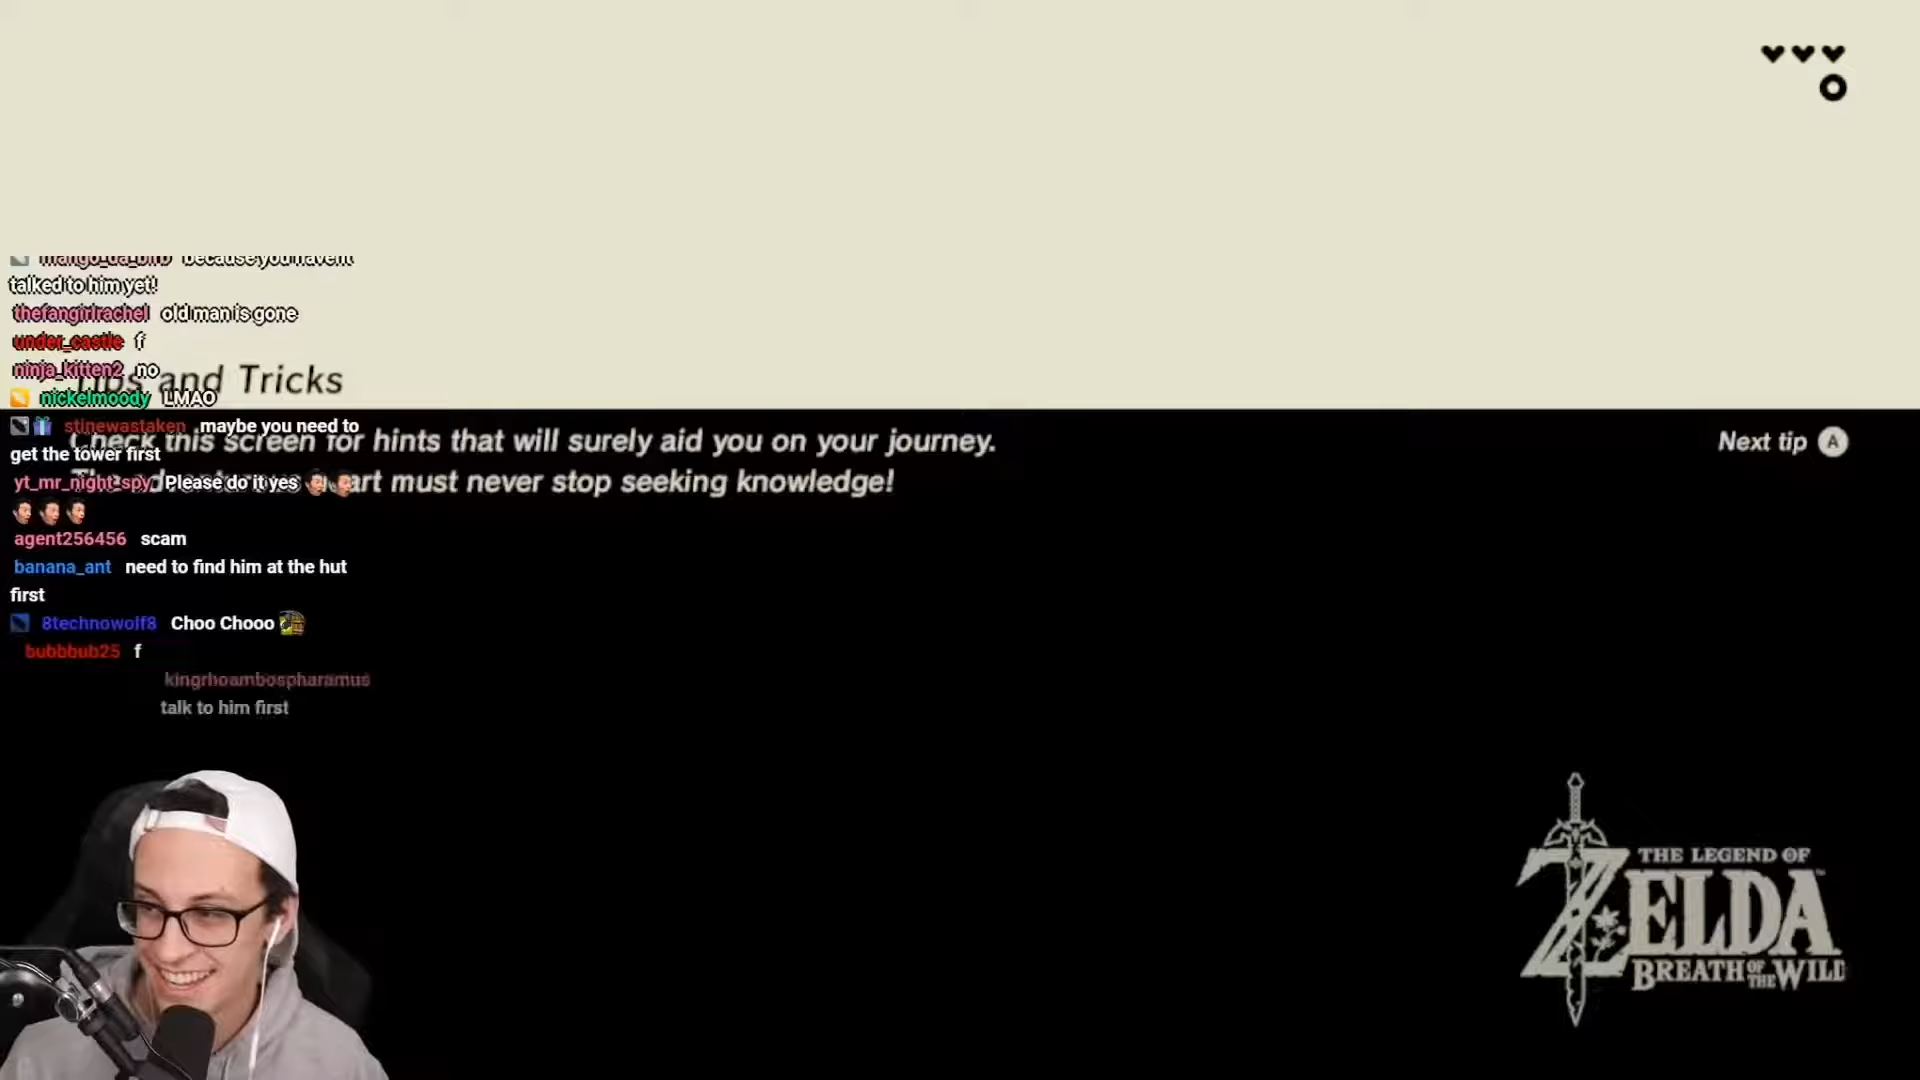 mango_da_birb because you havent
talked to him yet!
thefangirlrachel old man is gone
under_castle f
ninja_kitten2 no
Tips and Tricks
nickelmoody LMAO
stinewastaken maybe you need to
get the tower first
Check this screen for hints that will surely aid you on your journey.
Next tip A
yt_mr_night_spy Please do it yes
must never stop seeking knowledge!
agent256456 scam
banana_ant need to find him at the hut
first
8technowolf8 Choo Chooo
bubbbub25 f
kingrhoambospharamus
talk to him first
THE LEGEND OF
ZELDA
BREATH OF THE WILD